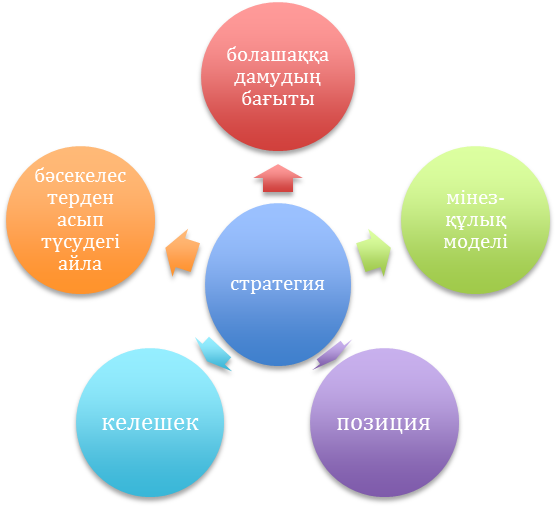 болашаққа
дамудың
бағыты
бәсекелес
терден
асып
түсудегі
айла
мінез-
құлық
моделі
стратегия
келешек
позиция